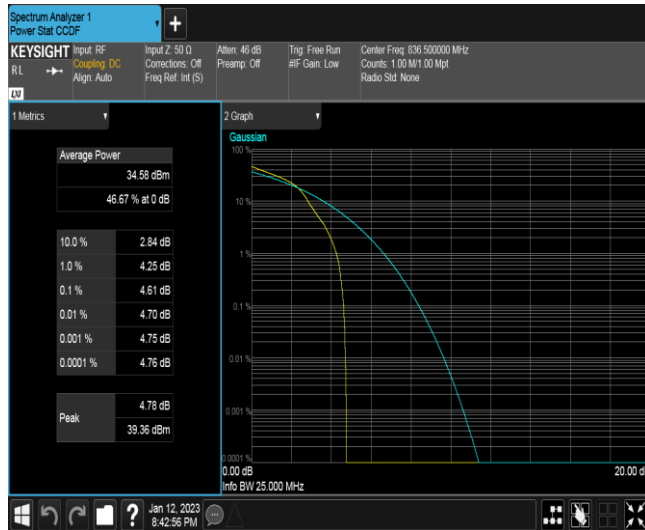 Spectrum Analyzer 1
Power Stat CCDF
+
KEYSIGHT
R L
LXI
Input: RF
Coupling: DC
Align: Auto
Input Z: 50 Ω
Corrections: Off
Freq Ref: Int (S)
Atten: 46 dB
Preamp: Off
Trig: Free Run
#IF Gain: Low
Center Freq: 836.500000 MHz
Counts: 1.00 M/1.00 Mpt
Radio Std: None
1 Metrics
Average Power
34.58 dBm
46.67 % at 0 dB
10.0 % 2.84 dB
1.0 % 4.25 dB
0.1 % 4.61 dB
0.01 % 4.70 dB
0.001 % 4.75 dB
0.0001 % 4.76 dB
Peak
4.78 dB
39.36 dBm
2 Graph
Gaussian
100 %
10 %
1 %
0.1 %
0.01 %
0.001 %
0.0001 %
0.00 dB
20.00 d
Info BW 25.000 MHz
?
Jan 12, 2023
8:42:56 PM